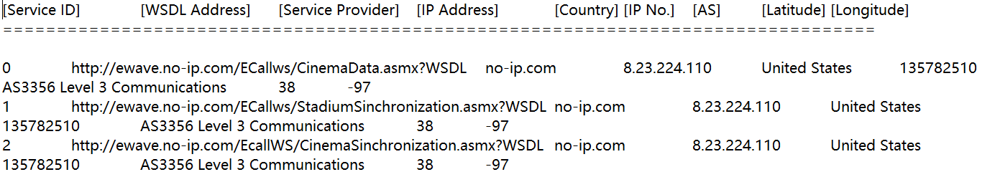 [Service ID] [WSDL Address] [Service Provider] [IP Address] [Country] [IP No.] [AS] [Latitude] [Longitude]
================================================================================
0 http://ewave.no-ip.com/ECallws/CinemaData.asmx?WSDL no-ip.com 8.23.224.110 United States 135782510
AS3356 Level 3 Communications 38 -97
1 http://ewave.no-ip.com/ECallws/StadiumSinchronization.asmx?WSDL no-ip.com 8.23.224.110 United States
135782510 AS3356 Level 3 Communications 38 -97
2 http://ewave.no-ip.com/EcallWS/CinemaSinchronization.asmx?WSDL no-ip.com 8.23.224.110 United States
135782510 AS3356 Level 3 Communications 38 -97